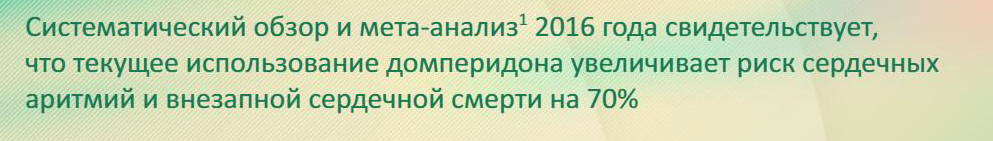 Систематический обзор и мета-анализ¹ 2016 года свидетельствует,
что текущее использование домперидона увеличивает риск сердечных
аритмий и внезапной сердечной смерти на 70%